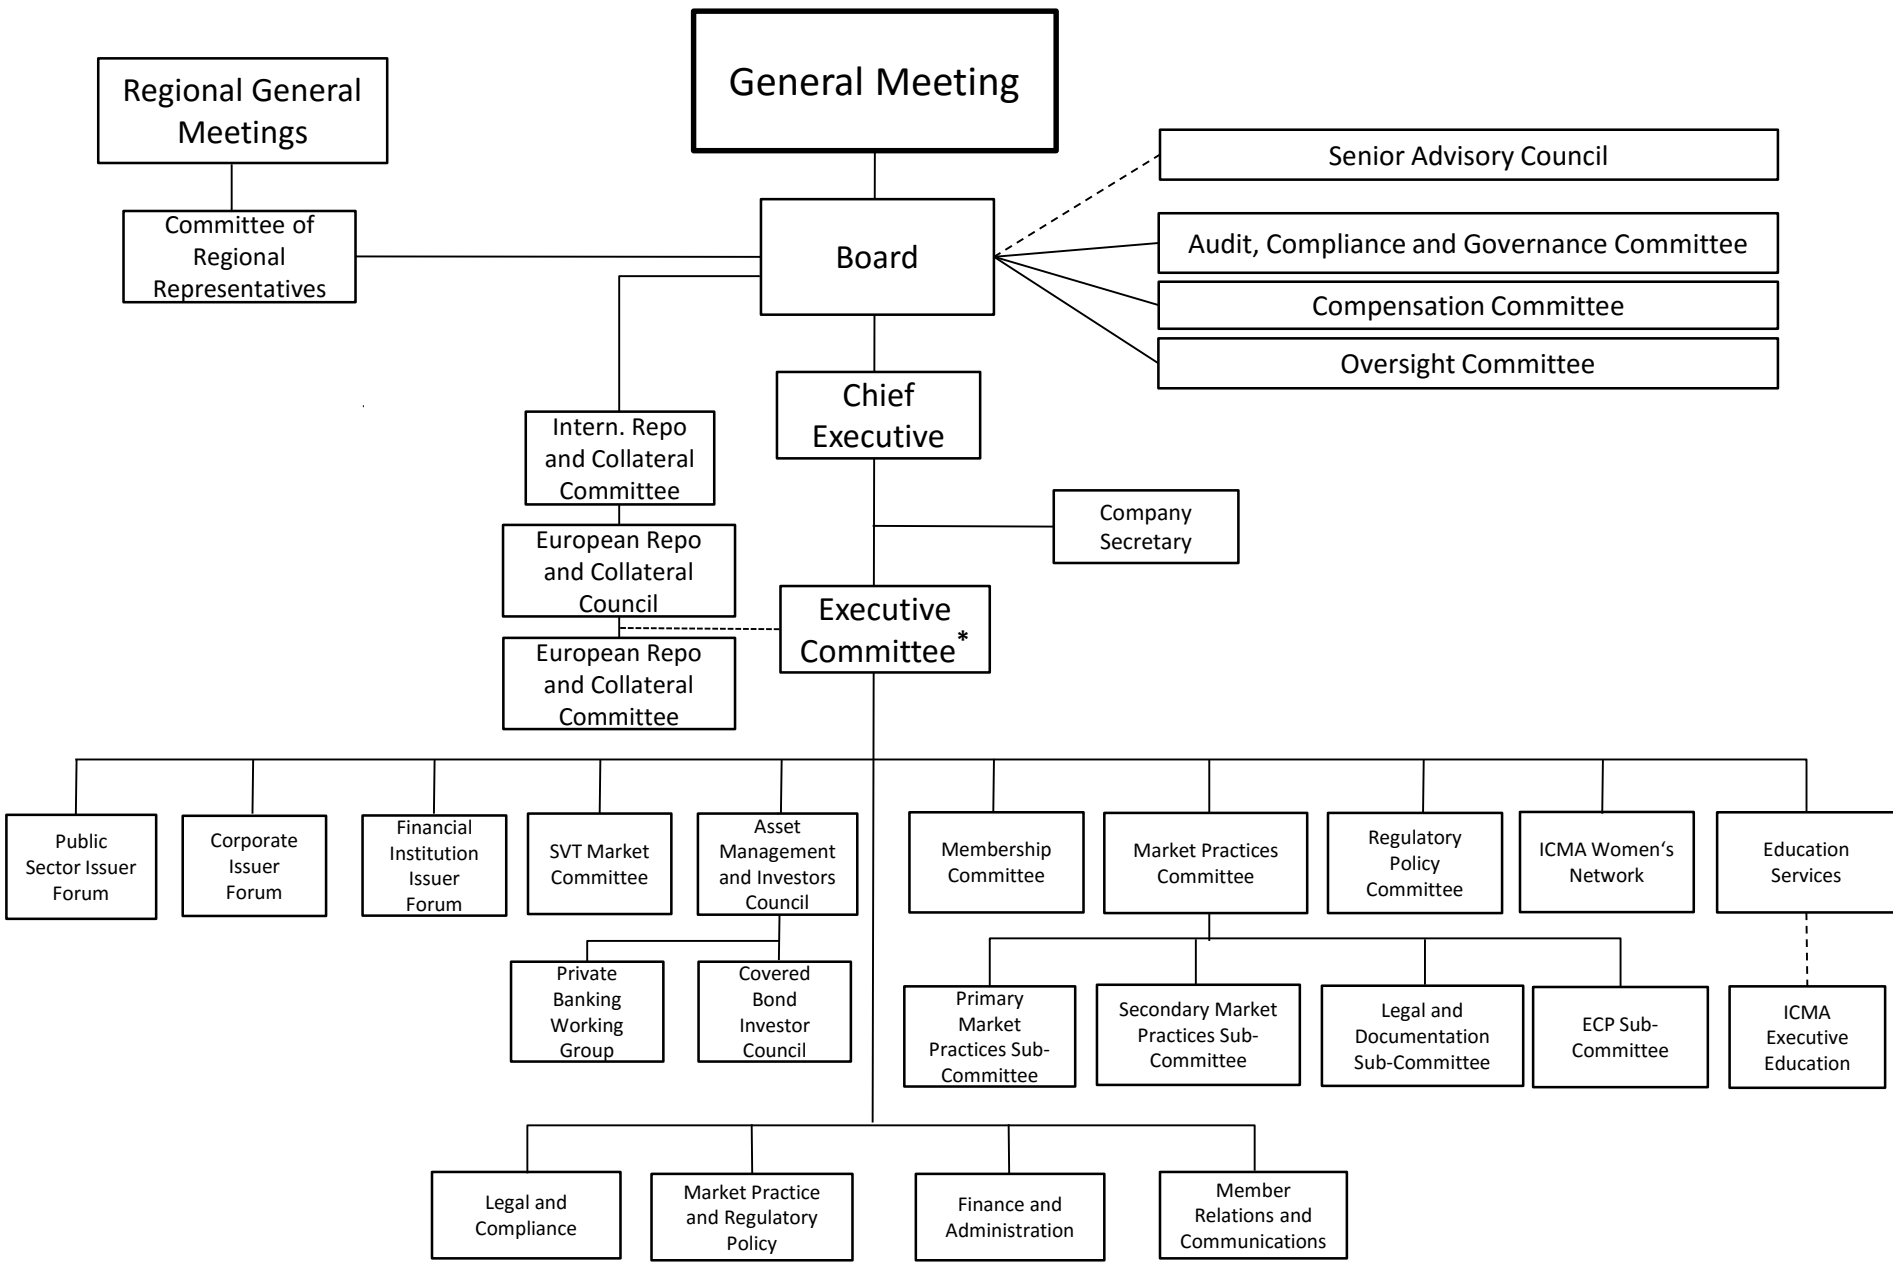 General Meeting
Regional General
Meetings
Senior Advisory Council
Committee of
Regional
Representatives
Board
Audit, Compliance and Governance Committee
Compensation Committee
Oversight Committee
Chief
Executive
Intern. Repo
and Collateral
Committee
Company
Secretary
European Repo
and Collateral
Council
Executive
Committee*
European Repo
and Collateral
Committee
Public
Sector Issuer
Forum
Corporate
Issuer
Forum
Financial
Institution
Issuer
Forum
SVT Market
Committee
Asset
Management
and Investors
Council
Membership
Committee
Market Practices
Committee
Regulatory
Policy
Committee
ICMA Women‘s
Network
Education
Services
Private
Banking
Working
Group
Covered
Bond
Investor
Council
Primary
Market
Practices Sub-
Committee
Secondary Market
Practices Sub-
Committee
Legal and
Documentation
Sub-Committee
ECP Sub-
Committee
ICMA
Executive
Education
Legal and
Compliance
Market Practice
and Regulatory
Policy
Finance and
Administration
Member
Relations and
Communications